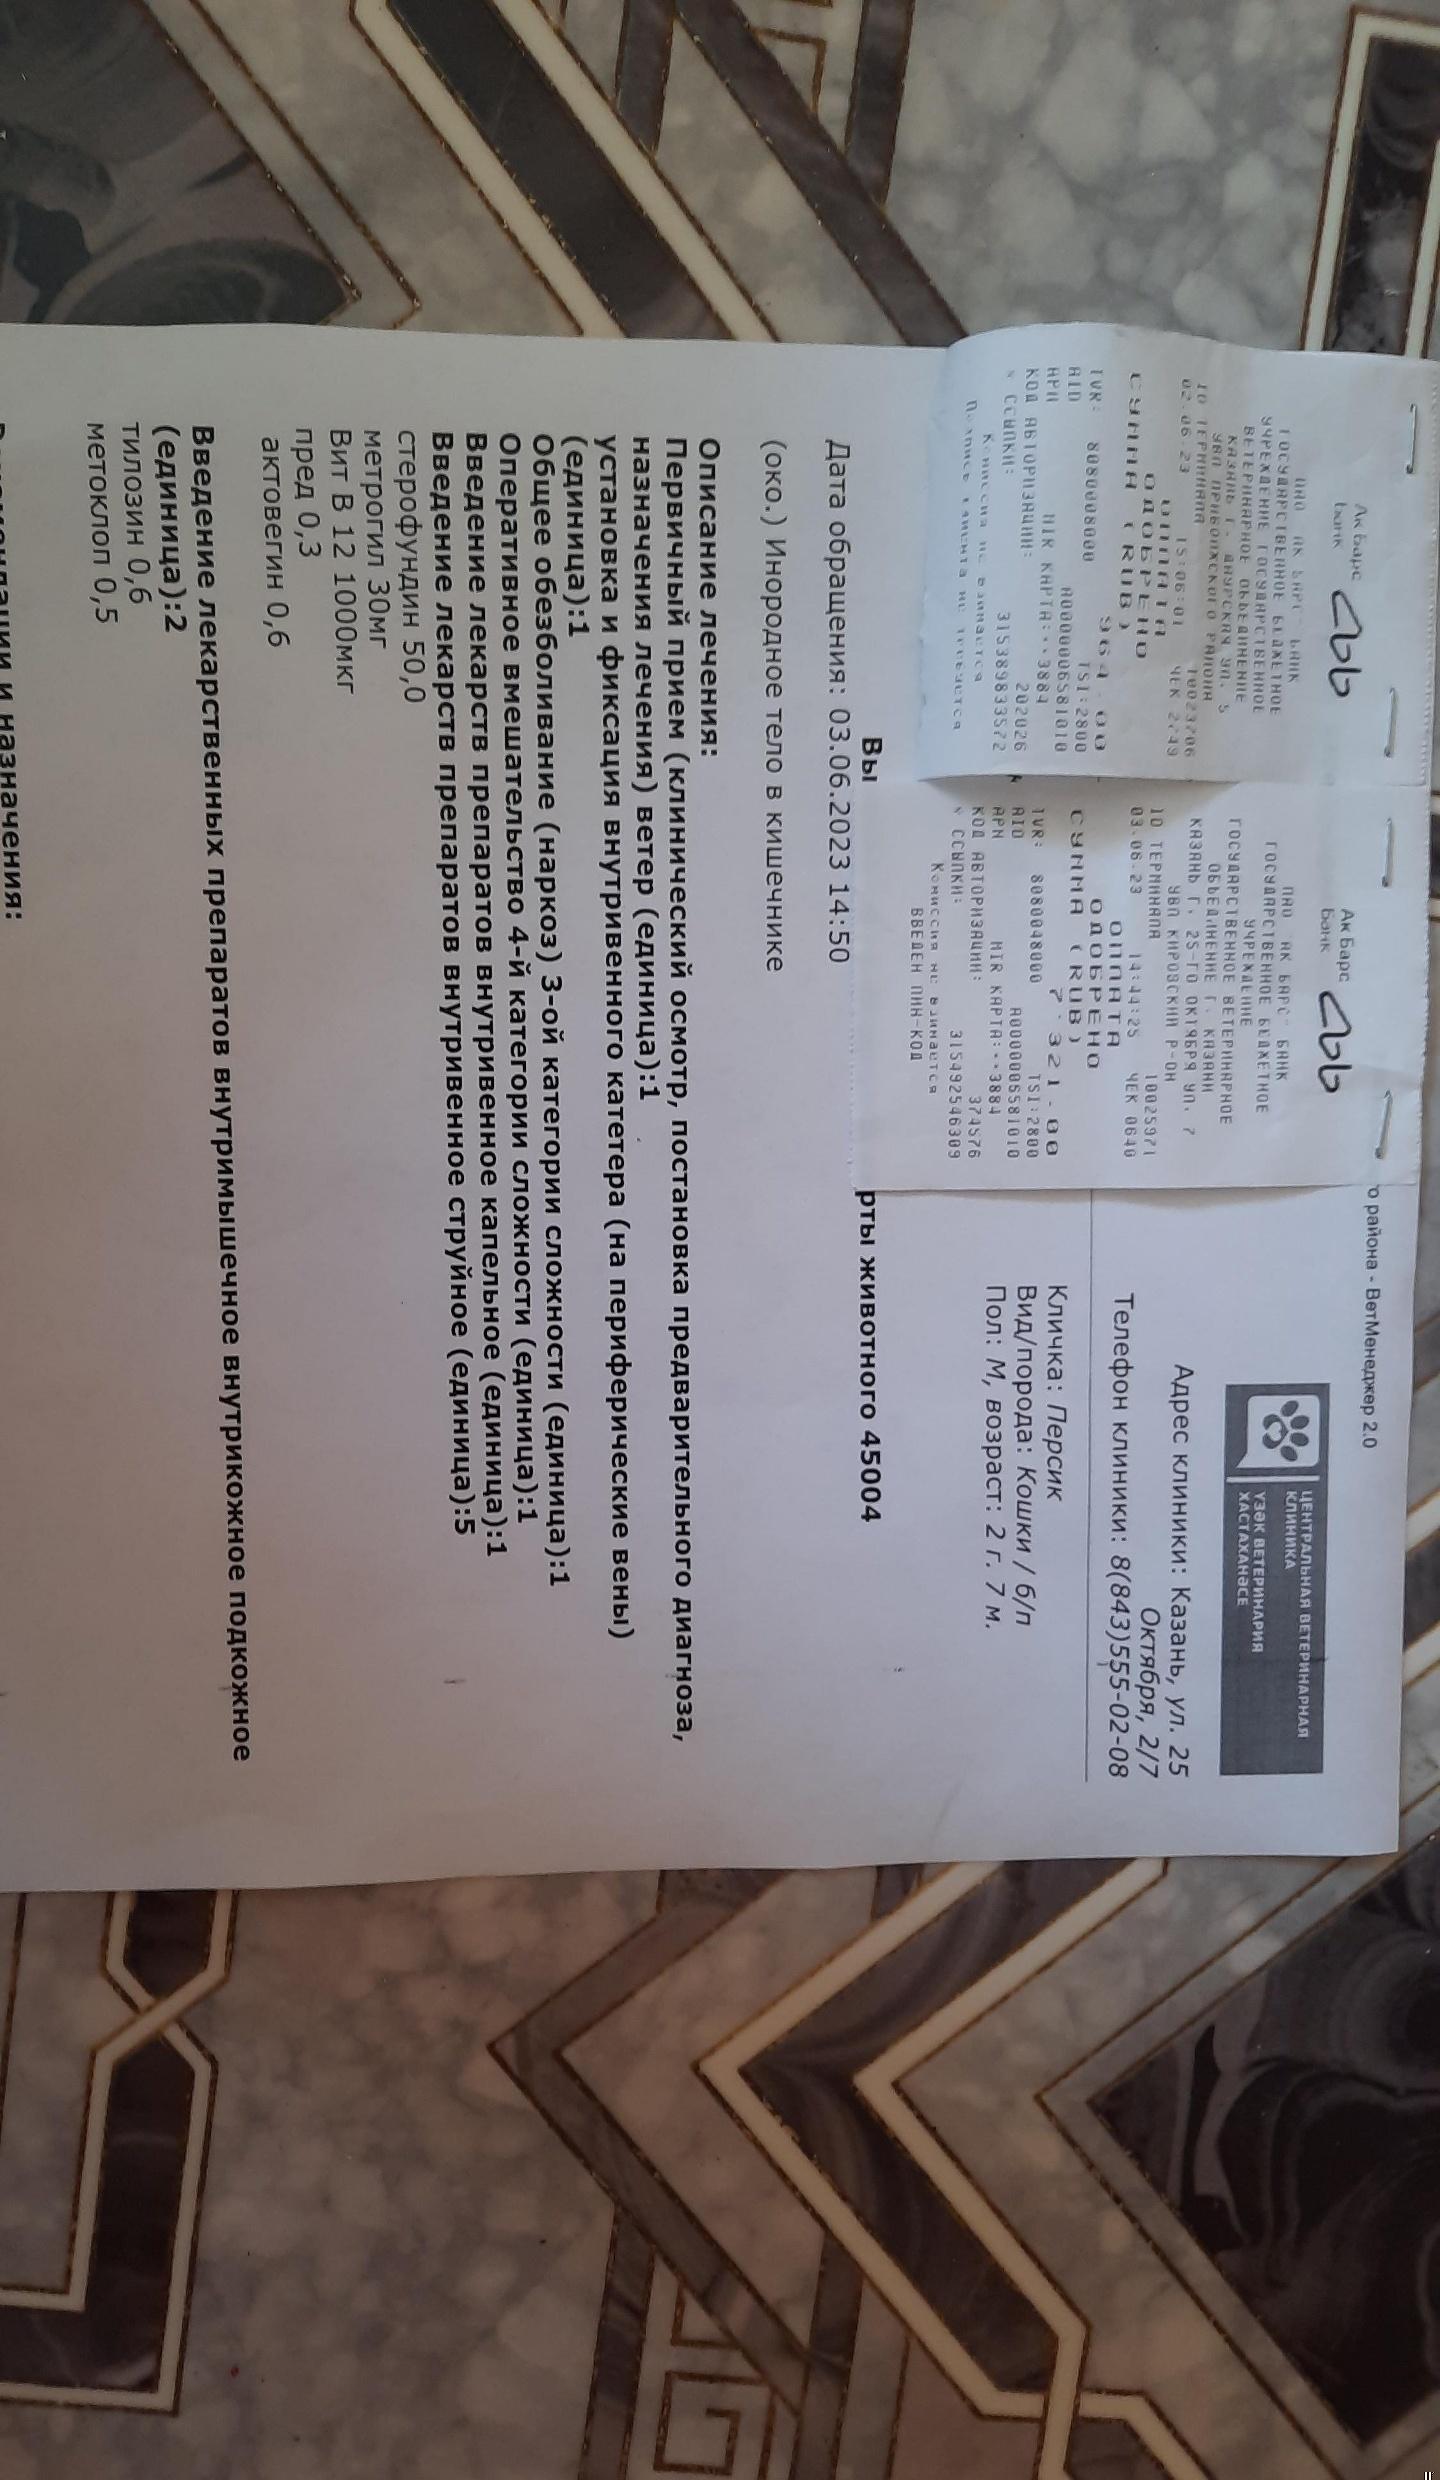 о района - ВетМенеджер 2.0
ЦЕНТРАЛЬНАЯ ВЕТЕРИНАРНАЯ
КЛИНИКА
ҮЗӘК ВЕТЕРИНАРИЯ
ХАСТАХАНӘСЕ
Адрес клиники: Казань, ул. 25
Октября, 2/7
Телефон клиники: 8(843)555-02-08
Кличка: Персик
Вид/порода: Кошки / б/п
Пол: М, возраст: 2 г. 7 м.
Ак Барс
Банк
ПАО "АК БАРС" БАНК
ГОСУДАРСТВЕННОЕ БЮДЖЕТНОЕ
УЧРЕЖДЕНИЕ ГОСУДАРСТВЕННОЕ
ВЕТЕРИНАРНОЕ ОБЪЕДИНЕНИЕ
КАЗАНЬ Г. ДАУРСКАЯ УЛ. 5
УВЛ ПРИВОЛЖСКОГО РАЙОНА
ID ТЕРМИНАЛА 10023706
02.06.23 15:06:01 ЧЕК 2749
ОПЛАТА
ОДОБРЕНО
СУММА (RUB) 964-00
TVR: 8080008000 TSI:2800
AID A0000006581010
АРМ MIR КАРТА:**3884
КОД АВТОРИЗАЦИИ: 202026
№ ССЫЛКИ: 315389833572
Комиссия не взимается
Подпись клиента не требуется
Ак Барс
Банк
ПАО "АК БАРС" БАНК
ГОСУДАРСТВЕННОЕ БЮДЖЕТНОЕ
УЧРЕЖДЕНИЕ
ГОСУДАРСТВЕННОЕ ВЕТЕРИНАРНОЕ
ОБЪЕДИНЕНИЕ Г. КАЗАНИ
КАЗАНЬ Г. 25-ГО ОКТЯБРЯ УЛ. 7
УВЛ КИРОВСКИЙ Р-ОН
ID ТЕРМИНАЛА 10025971
03.06.23 14:44:25 ЧЕК 0640
ОПЛАТА
ОДОБРЕНО
СУММА (RUB) 7'321-00
TVR: 8080048000 TSI:2800
AID A0000006581010
АРМ MIR КАРТА:**3884
КОД АВТОРИЗАЦИИ: 374576
№ ССЫЛКИ: 315492546309
Комиссия не взимается
ВВЕДЕН ПИН-КОД
Вы рты животного 45004
Дата обращения: 03.06.2023 14:50
(око.) Инородное тело в кишечнике
Описание лечения:
Первичный прием (клинический осмотр, постановка предварительного диагноза,
назначения лечения) ветер (единица):1
установка и фиксация внутривенного катетера (на периферические вены)
(единица):1
Общее обезболивание (наркоз) 3-ой категории сложности (единица):1
Оперативное вмешательство 4-й категории сложности (единица):1
Введение лекарств препаратов внутривенное капельное (единица):1
Введение лекарств препаратов внутривенное струйное (единица):5
стерофундин 50,0
метрогил 30мг
Вит В 12 1000мкг
пред 0,3
актовегин 0,6
Введение лекарственных препаратов внутримышечное внутрикожное подкожное
(единица):2
тилозин 0,6
метоклоп 0,5
Рекомендации и назначения: